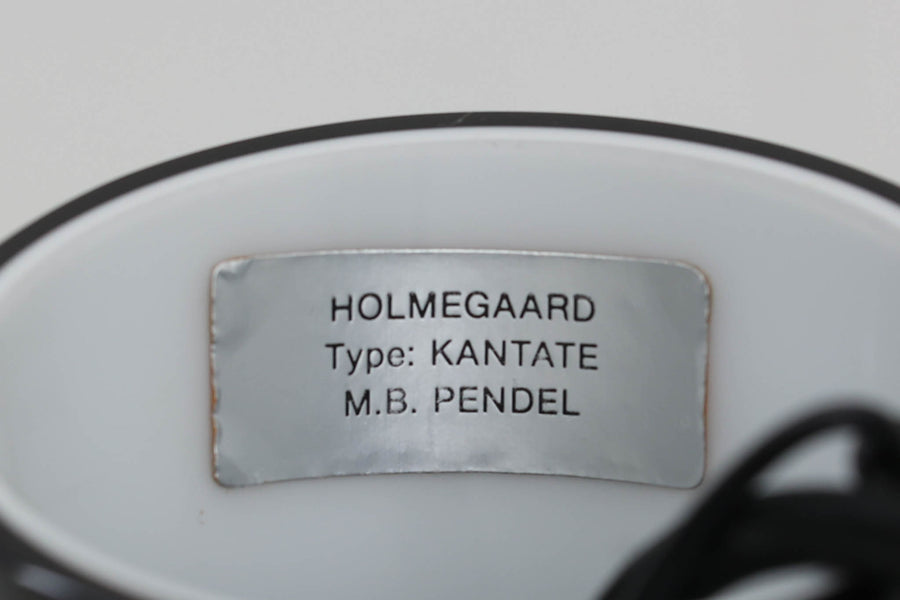 HOLMEGAARD
Type: KANTATE
M.B. PENDEL